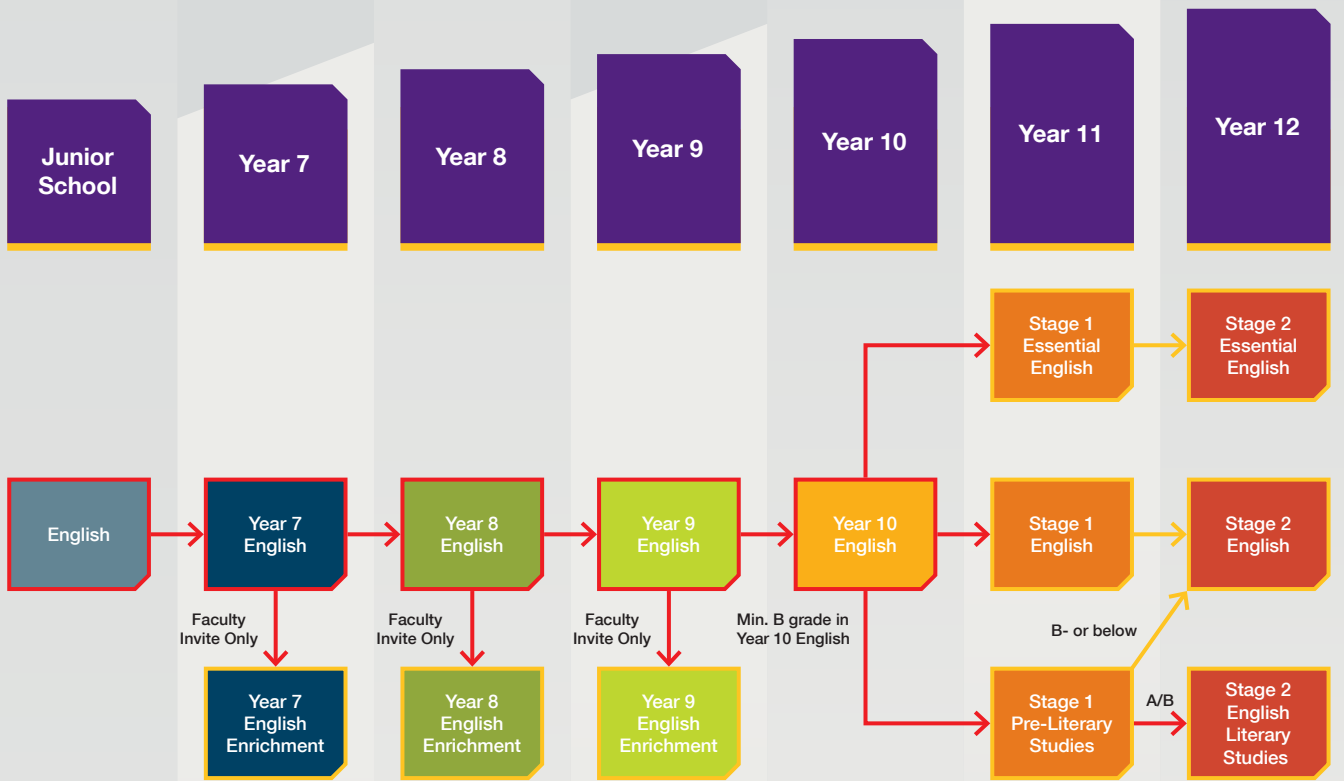 Junior
School
Year 7
Year 8
Year 9
Year 10
Year 11
Year 12
Stage 1
Essential
English
Stage 2
Essential
English
English
Year 7
English
Year 8
English
Year 9
English
Year 10
English
Stage 1
English
Stage 2
English
Faculty
Invite Only
Faculty
Invite Only
Faculty
Invite Only
Min. B grade in
Year 10 English
B- or below
Year 7
English
Enrichment
Year 8
English
Enrichment
Year 9
English
Enrichment
Stage 1
Pre-Literary
Studies
A/B
Stage 2
English
Literary
Studies